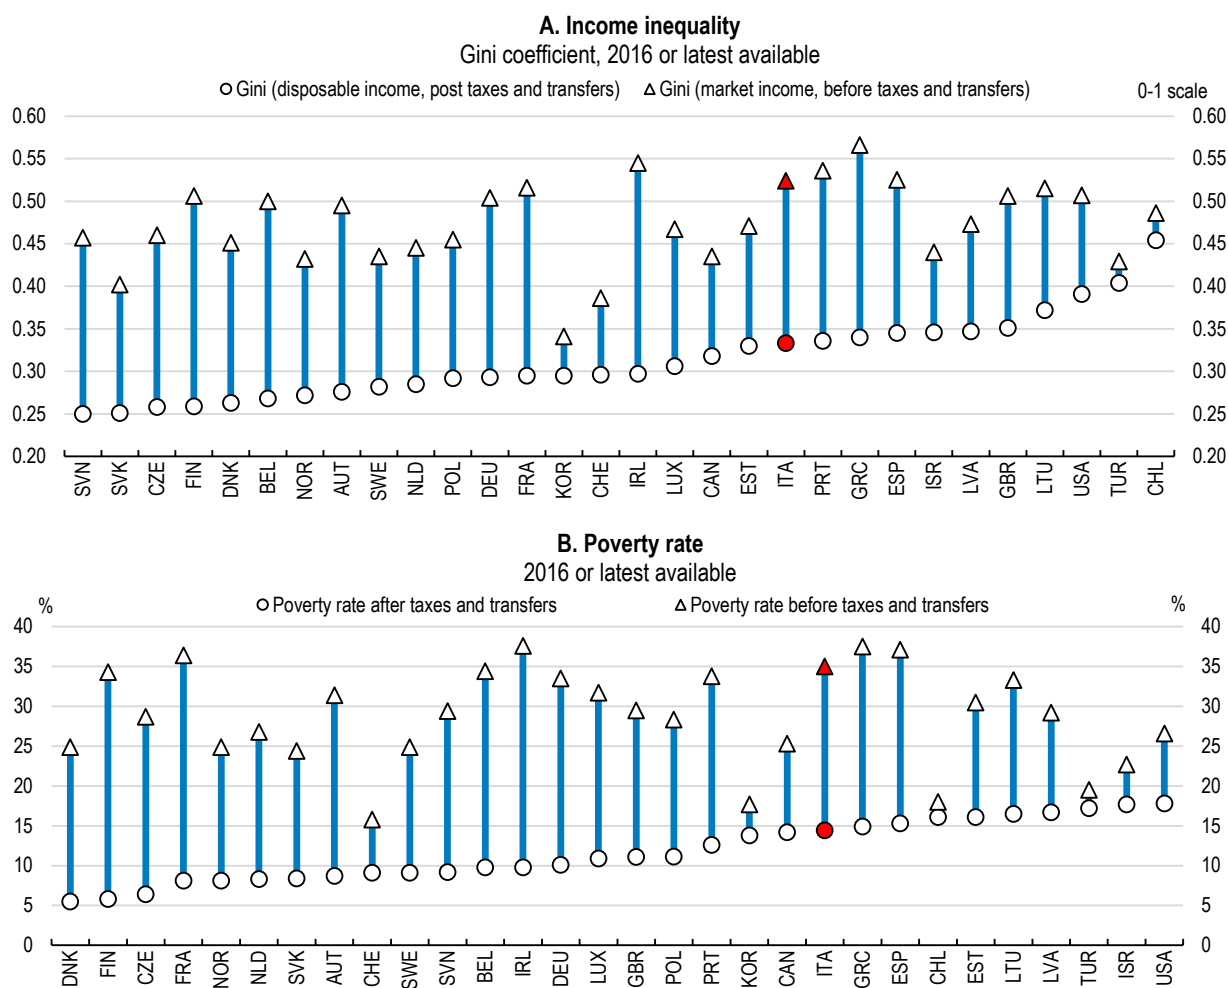 A. Income inequality
Gini coefficient, 2016 or latest available
Gini (disposable income, post taxes and transfers) Gini (market income, before taxes and transfers) 0-1 scale
0.60 0.60
0.55 0.55
0.50 0.50
0.45 0.45
0.40 0.40
0.35 0.35
0.30 0.30
0.25 0.25
0.20 0.20
SVN SVK CZE FIN DNK BEL NOR AUT SWE NLD POL DEU FRA KOR CHE IRL LUX CAN EST ITA PRT GRC ESP ISR LVA GBR LTU USA TUR CHL
B. Poverty rate
2016 or latest available
% Poverty rate after taxes and transfers Poverty rate before taxes and transfers %
40 40
35 35
30 30
25 25
20 20
15 15
10 10
5 5
0 0
DNK FIN CZE FRA NOR NLD SVK AUT CHE SWE SVN BEL IRL DEU LUX GBR POL PRT KOR CAN ITA GRC ESP CHL EST LTU LVA TUR ISR USA